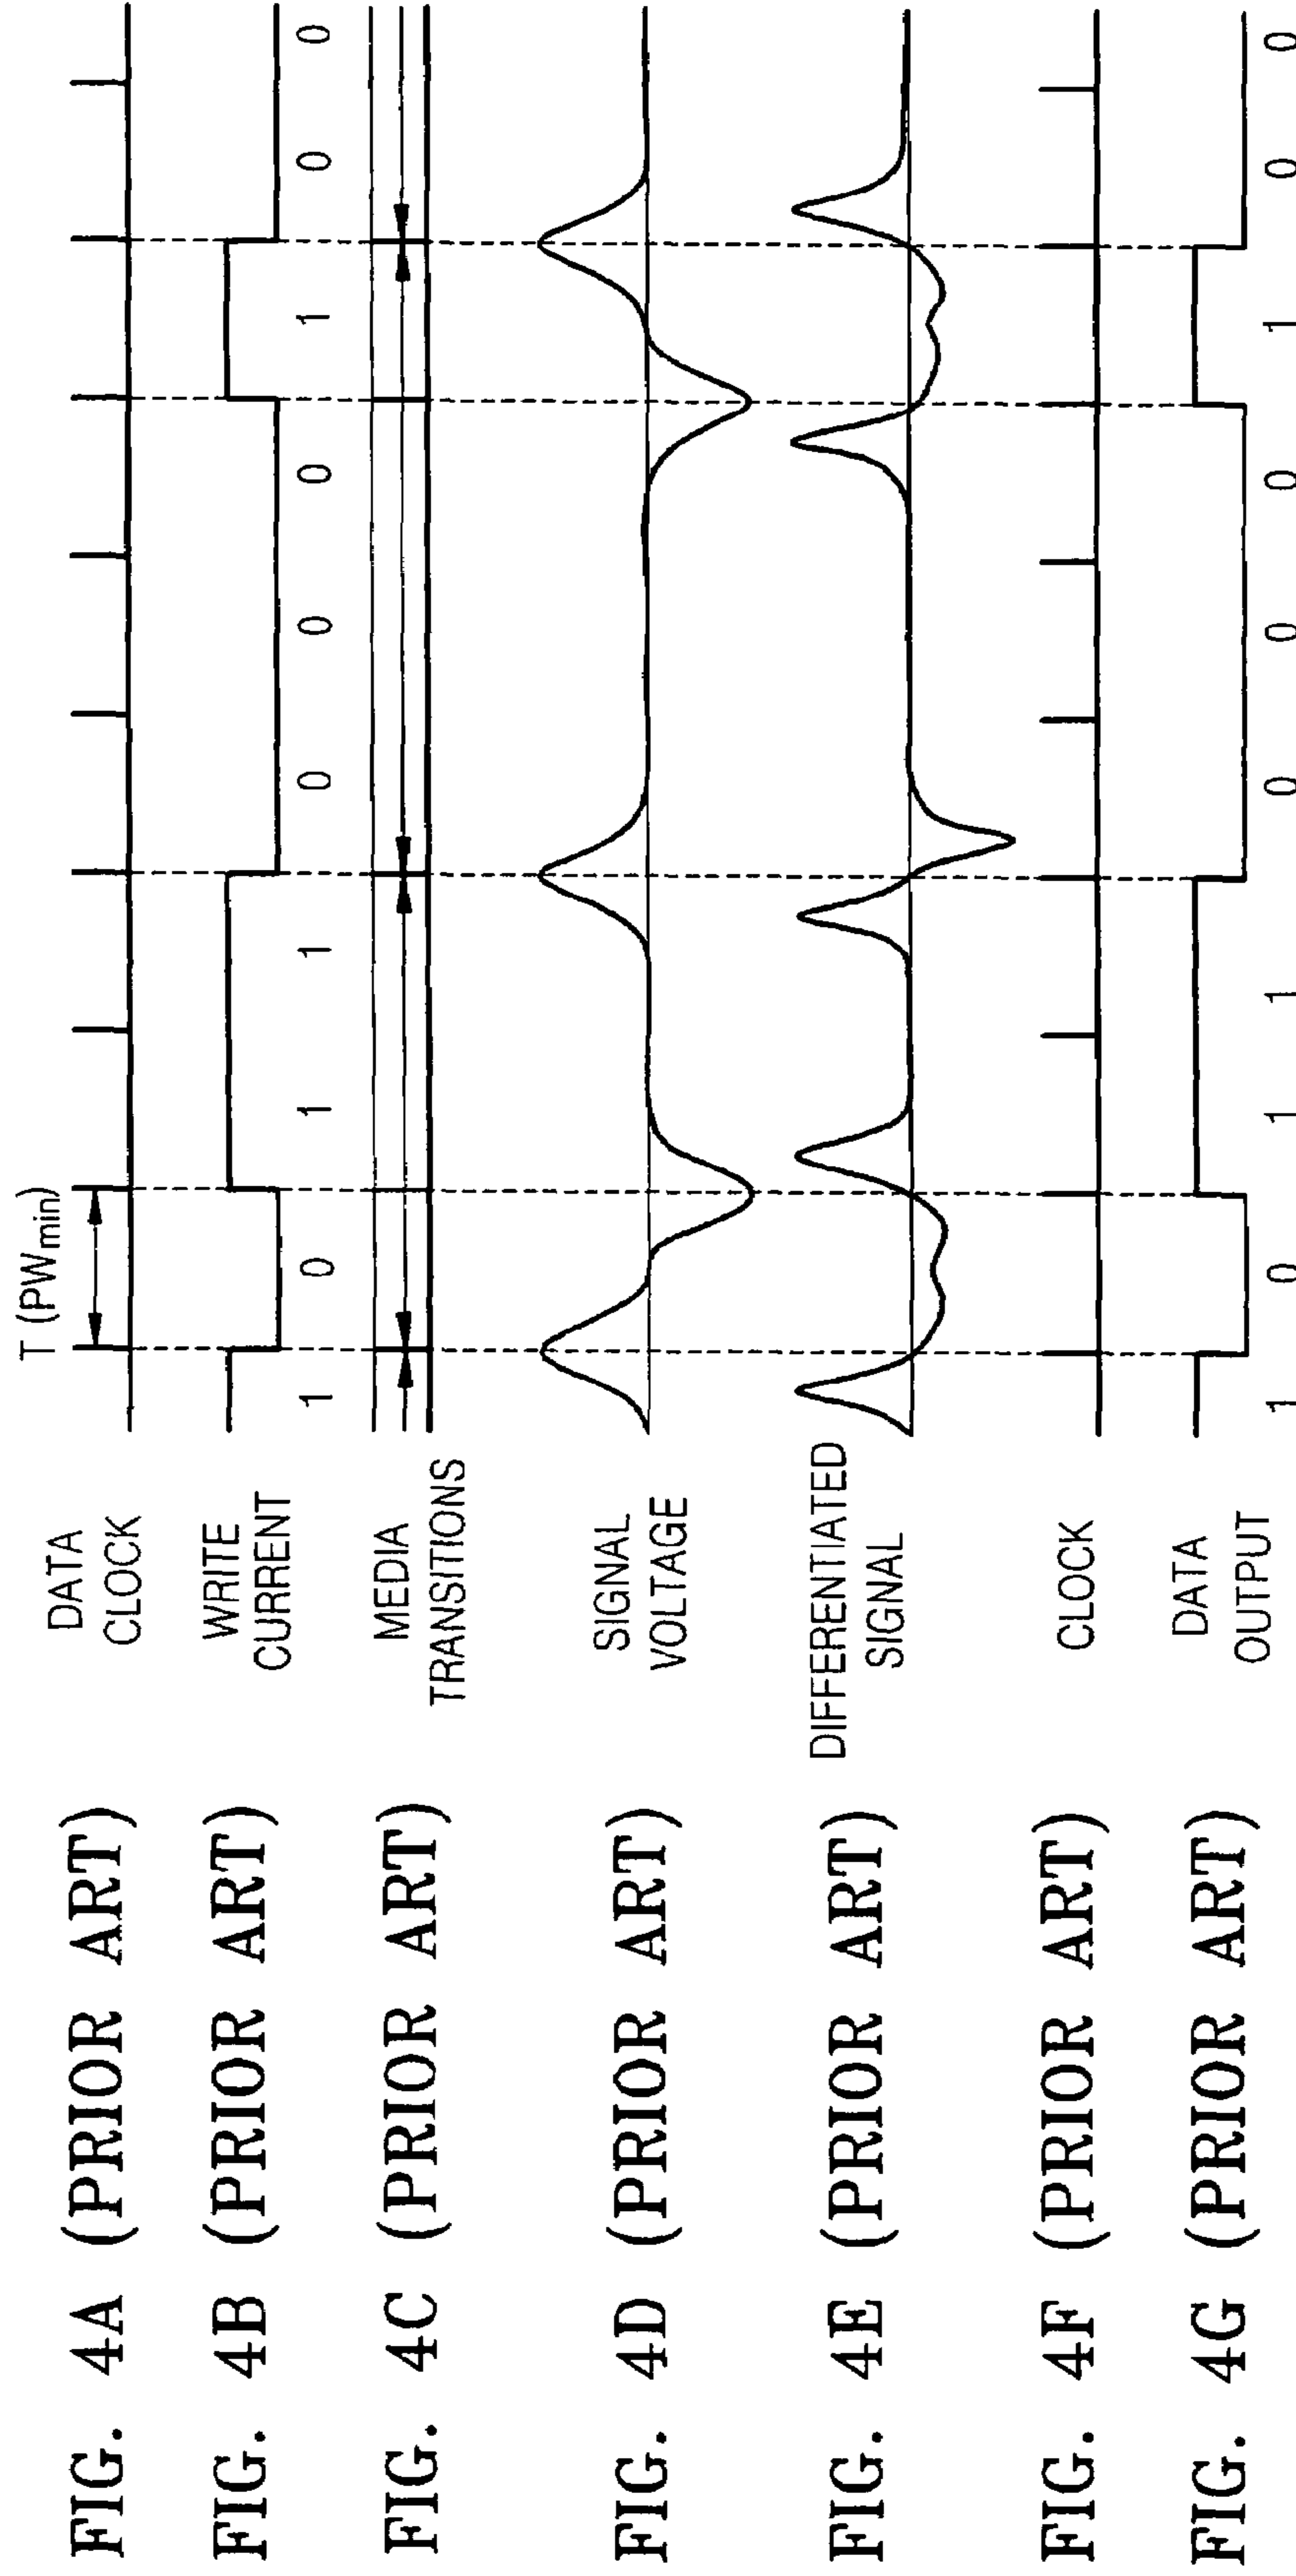 T (PWmin)
FIG. 4A (PRIOR ART) DATA CLOCK
FIG. 4B (PRIOR ART) WRITE CURRENT
1 0 1 1 0 0 0 1 0 0
FIG. 4C (PRIOR ART) MEDIA TRANSITIONS
FIG. 4D (PRIOR ART) SIGNAL VOLTAGE
FIG. 4E (PRIOR ART) DIFFERENTIATED SIGNAL
FIG. 4F (PRIOR ART) CLOCK
FIG. 4G (PRIOR ART) DATA OUTPUT
1 0 1 1 0 0 0 1 0 0